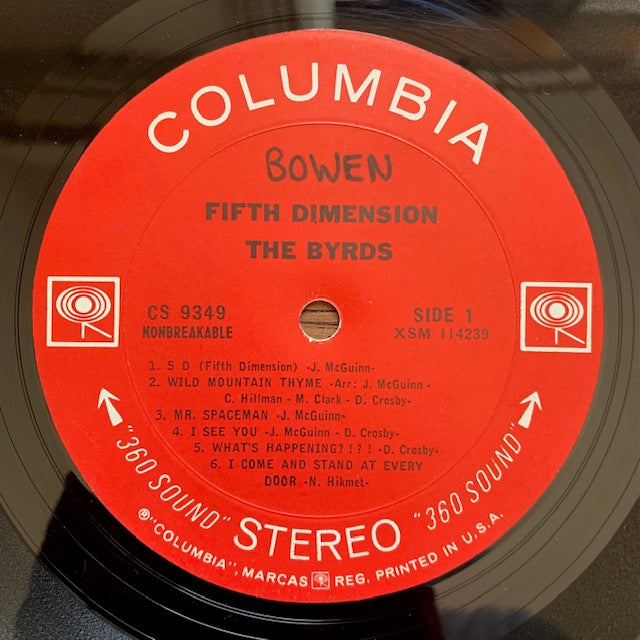 COLUMBIA
BOWEN
FIFTH DIMENSION
THE BYRDS
CS 9349
NONBREAKABLE
SIDE 1
XSM 114239
1. 5 D (Fifth Dimension) -J. McGuinn-
2. WILD MOUNTAIN THYME -Arr: J. McGuinn -
C. Hillman - M. Clark - D. Crosby-
3. MR. SPACEMAN -J. McGuinn-
4. I SEE YOU -J. McGuinn - D. Crosby-
5. WHAT'S HAPPENING?!?! -D. Crosby-
6. I COME AND STAND AT EVERY
DOOR -N. Hikmet-
"360 SOUND" STEREO "360 SOUND"
®"COLUMBIA", MARCAS REG. PRINTED IN U.S.A.